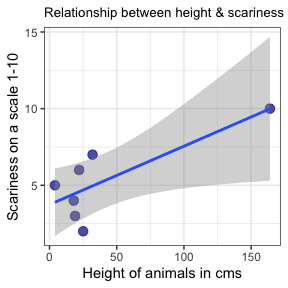 Relationship between height & scariness
Scariness on a scale 1-10
15
10
5
0
50
100
150
Height of animals in cms